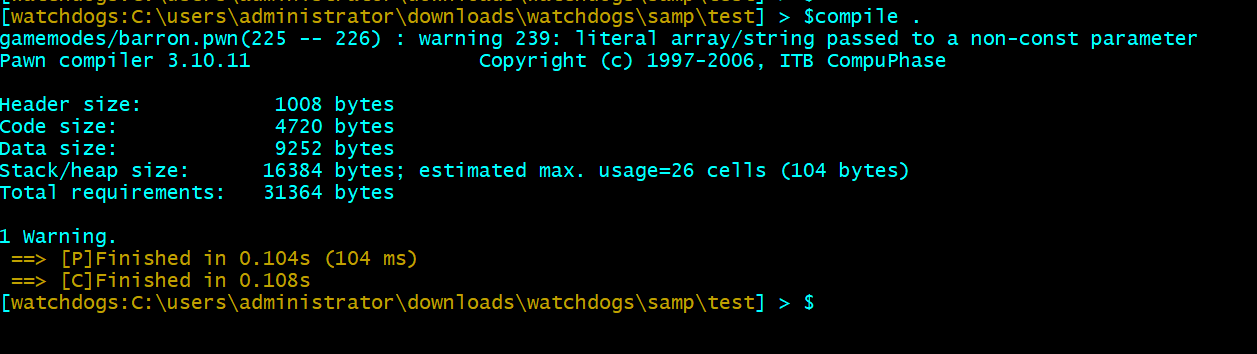 [watchdogs:C:\users\administrator\downloads\watchdogs\samp\test] > $compile .
gamemodes/barron.pwn(225 -- 226) : warning 239: literal array/string passed to a non-const parameter
Pawn compiler 3.10.11                   Copyright (c) 1997-2006, ITB CompuPhase
Header size:           1008 bytes
Code size:             4720 bytes
Data size:             9252 bytes
Stack/heap size:      16384 bytes; estimated max. usage=26 cells (104 bytes)
Total requirements:   31364 bytes
1 Warning.
 ==> [P]Finished in 0.104s (104 ms)
 ==> [C]Finished in 0.108s
[watchdogs:C:\users\administrator\downloads\watchdogs\samp\test] > $